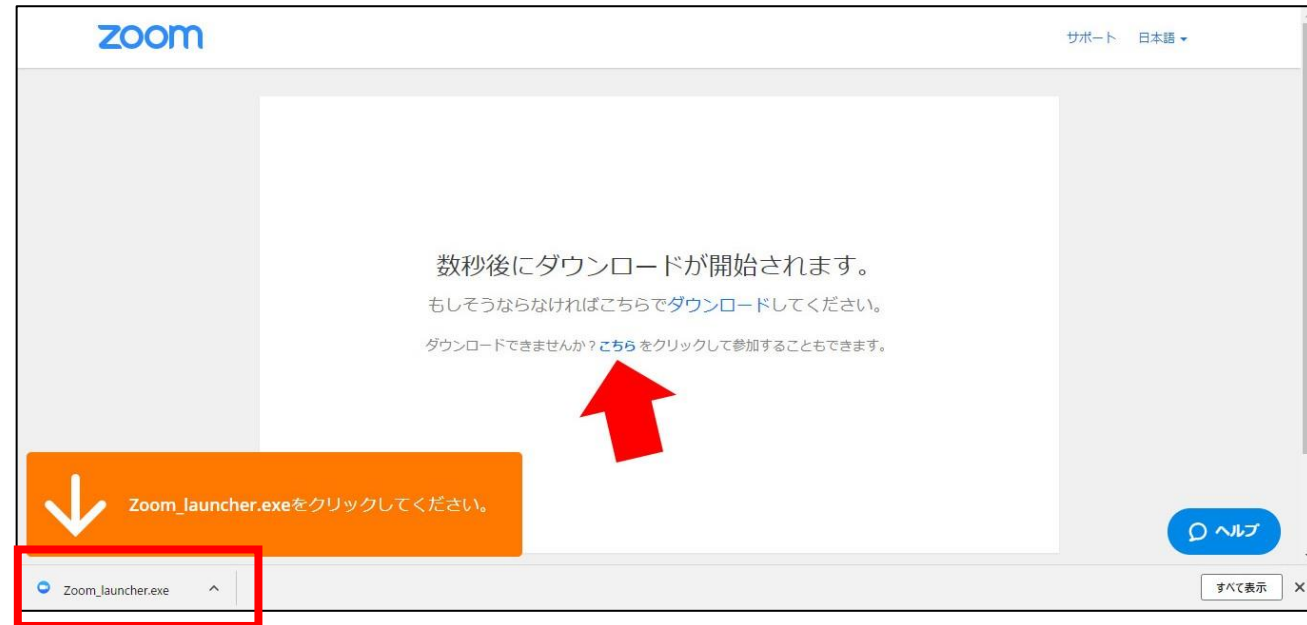 zoom
サポート 日本語
数秒後にダウンロードが開始されます。
もしそうならなければこちらでダウンロードしてください。
ダウンロードできませんか？こちら をクリックして参加することもできます。
Zoom_launcher.exeをクリックしてください。
ヘルプ
Zoom_launcher.exe
すべて表示